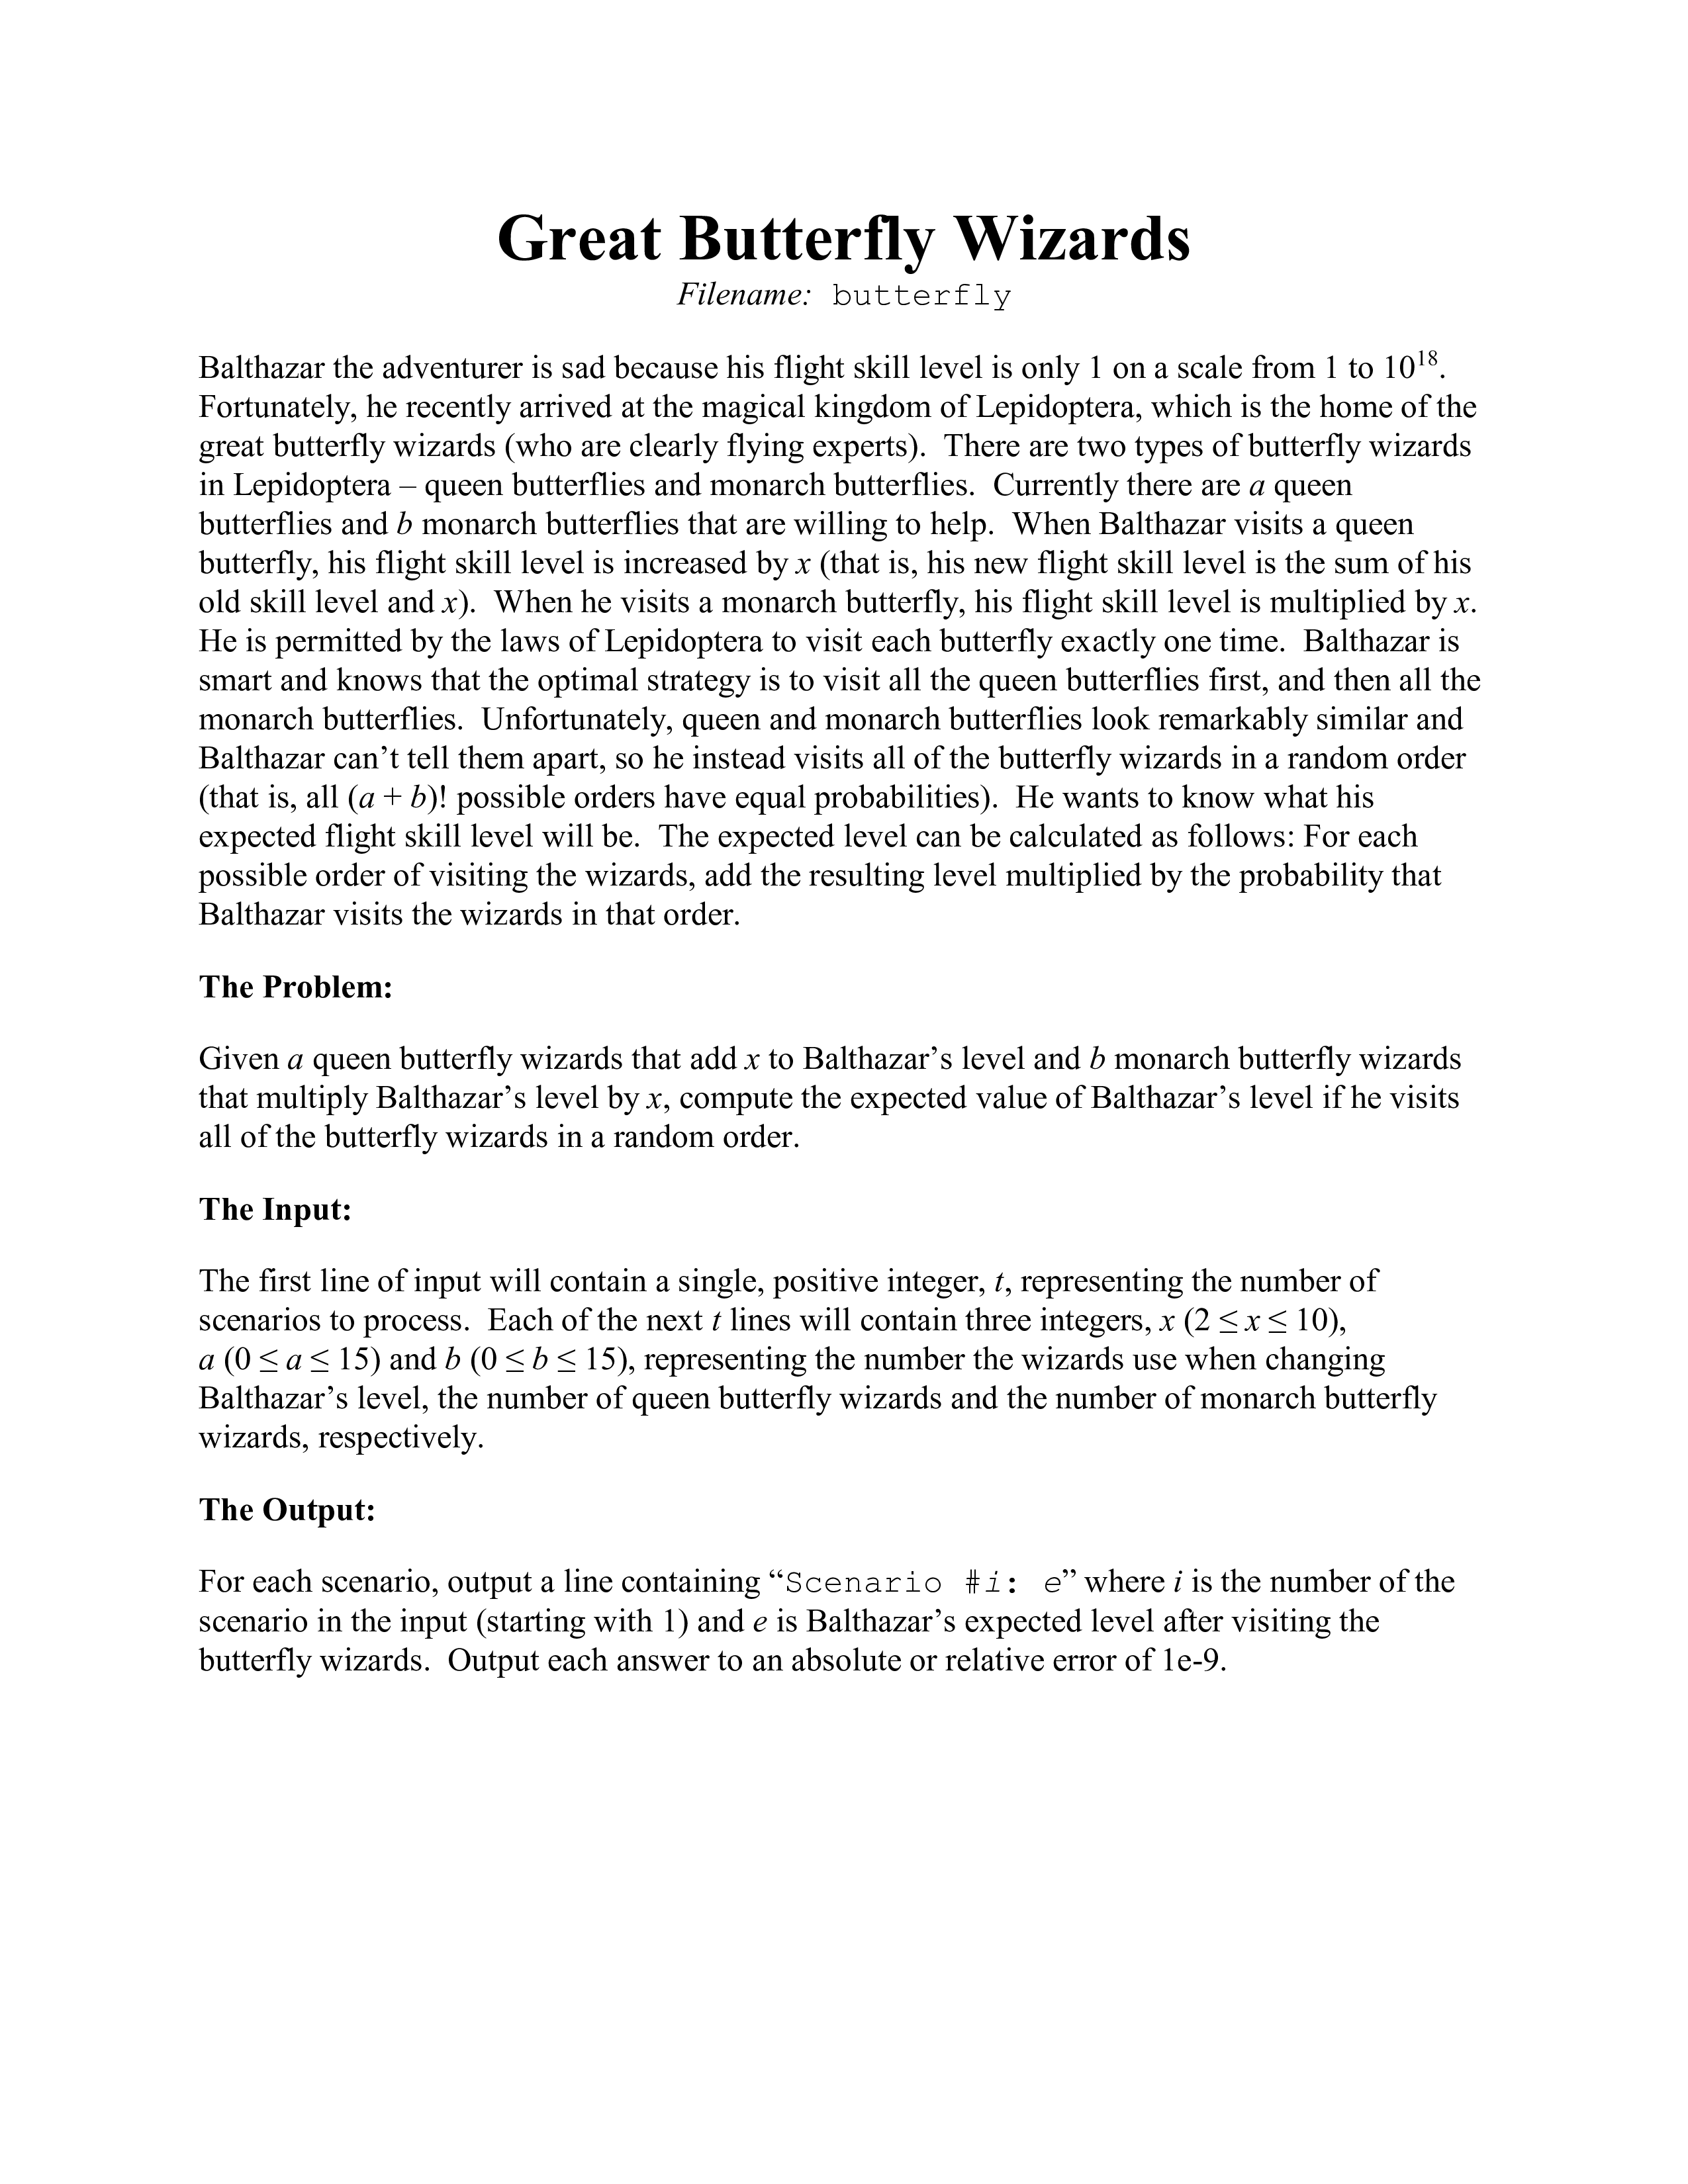 Great Butterfly Wizards
Filename: butterfly
Balthazar the adventurer is sad because his flight skill level is only 1 on a scale from 1 to 10^18.
Fortunately, he recently arrived at the magical kingdom of Lepidoptera, which is the home of the
great butterfly wizards (who are clearly flying experts). There are two types of butterfly wizards
in Lepidoptera – queen butterflies and monarch butterflies. Currently there are a queen
butterflies and b monarch butterflies that are willing to help. When Balthazar visits a queen
butterfly, his flight skill level is increased by x (that is, his new flight skill level is the sum of his
old skill level and x). When he visits a monarch butterfly, his flight skill level is multiplied by x.
He is permitted by the laws of Lepidoptera to visit each butterfly exactly one time. Balthazar is
smart and knows that the optimal strategy is to visit all the queen butterflies first, and then all the
monarch butterflies. Unfortunately, queen and monarch butterflies look remarkably similar and
Balthazar can’t tell them apart, so he instead visits all of the butterfly wizards in a random order
(that is, all (a + b)! possible orders have equal probabilities). He wants to know what his
expected flight skill level will be. The expected level can be calculated as follows: For each
possible order of visiting the wizards, add the resulting level multiplied by the probability that
Balthazar visits the wizards in that order.
The Problem:
Given a queen butterfly wizards that add x to Balthazar’s level and b monarch butterfly wizards
that multiply Balthazar’s level by x, compute the expected value of Balthazar’s level if he visits
all of the butterfly wizards in a random order.
The Input:
The first line of input will contain a single, positive integer, t, representing the number of
scenarios to process. Each of the next t lines will contain three integers, x (2 ≤ x ≤ 10),
a (0 ≤ a ≤ 15) and b (0 ≤ b ≤ 15), representing the number the wizards use when changing
Balthazar’s level, the number of queen butterfly wizards and the number of monarch butterfly
wizards, respectively.
The Output:
For each scenario, output a line containing “Scenario #i: e” where i is the number of the
scenario in the input (starting with 1) and e is Balthazar’s expected level after visiting the
butterfly wizards. Output each answer to an absolute or relative error of 1e-9.